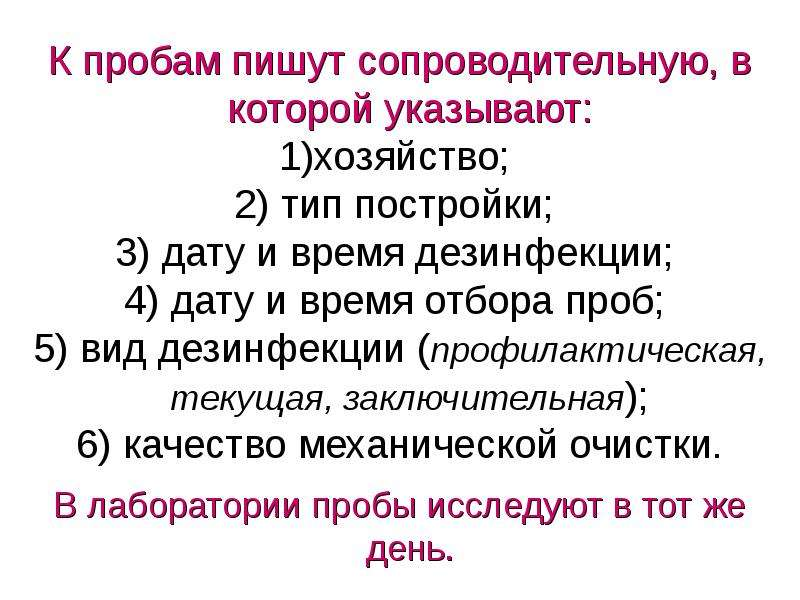 К пробам пишут сопроводительную, в
которой указывают:
1)хозяйство;
2) тип постройки;
3) дату и время дезинфекции;
4) дату и время отбора проб;
5) вид дезинфекции (профилактическая,
текущая, заключительная);
6) качество механической очистки.
В лаборатории пробы исследуют в тот же
день.